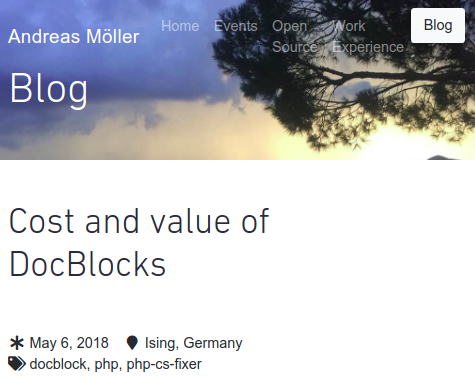 Andreas Möller
Home
Events
Open
Source
Work
Experience
Blog
Blog
Cost and value of
DocBlocks
May 6, 2018 Ising, Germany
docblock, php, php-cs-fixer